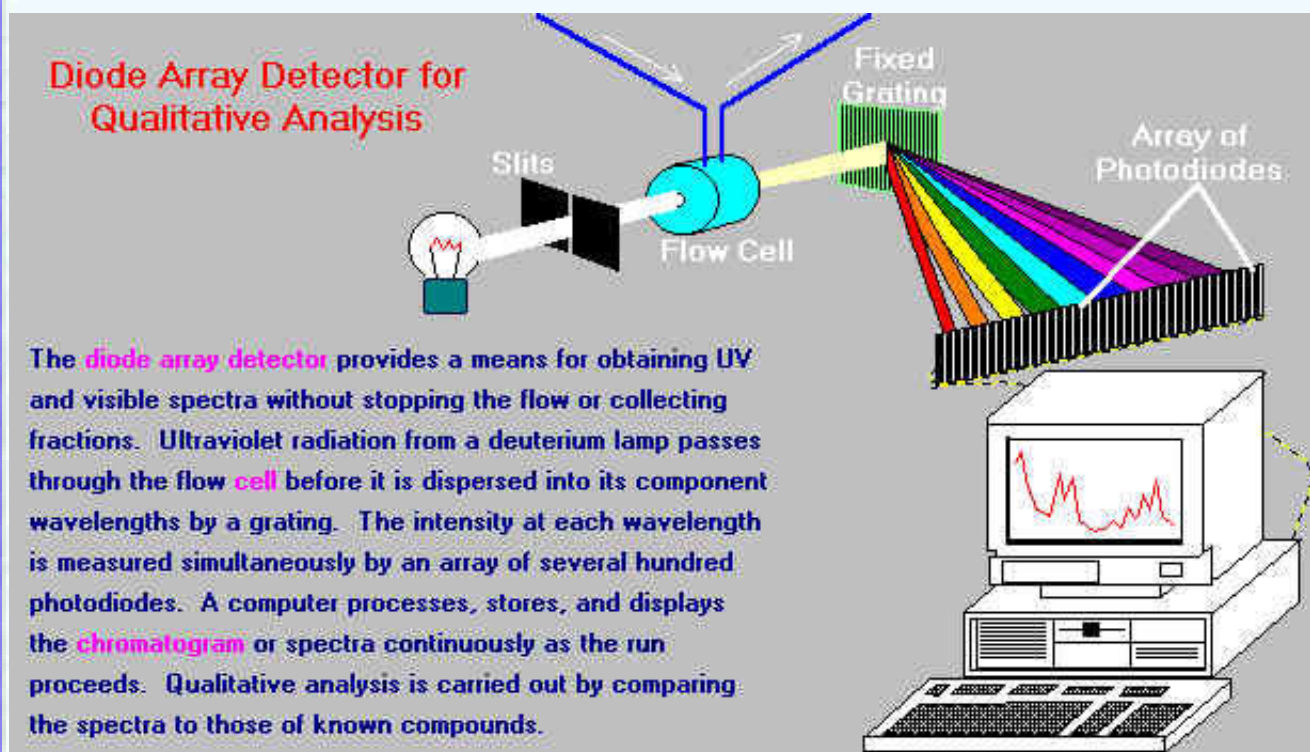 Diode Array Detector for
Qualitative Analysis
Slits
Flow Cell
Fixed
Grating
Array of
Photodiodes
The diode array detector provides a means for obtaining UV
and visible spectra without stopping the flow or collecting
fractions. Ultraviolet radiation from a deuterium lamp passes
through the flow cell before it is dispersed into its component
wavelengths by a grating. The intensity at each wavelength
is measured simultaneously by an array of several hundred
photodiodes. A computer processes, stores, and displays
the chromatogram or spectra continuously as the run
proceeds. Qualitative analysis is carried out by comparing
the spectra to those of known compounds.